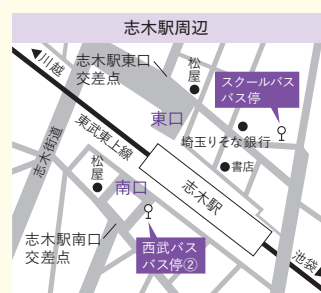 志木駅周辺
川越
志木駅東口
交差点
松屋
スクールバス
バス停
東口
東武東上線
埼玉りそな銀行
志木街道
書店
松屋
南口
志木駅
志木駅南口
交差点
西武バス
バス停②
池袋